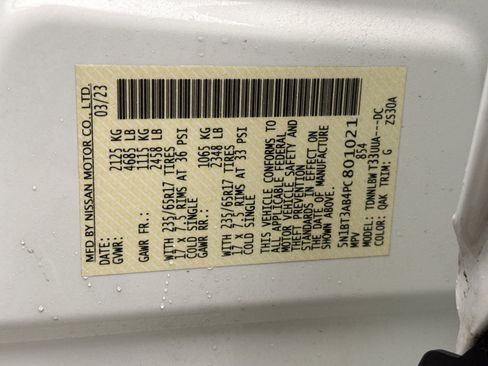 MFD BY NISSAN MOTOR CO., LTD.
DATE: 03/23
GVWR: 2125 KG
4685 LB
GAWR FR.: 1115 KG
2458 LB
WITH 235/65R17 TIRES
17 X 7.5 RIMS AT 36 PSI
COLD SINGLE
GAWR RR.: 1065 KG
2348 LB
WITH 235/65R17 TIRES
17 X 7.5 RIMS AT 33 PSI
COLD SINGLE
THIS VEHICLE CONFORMS TO
ALL APPLICABLE FEDERAL
MOTOR VEHICLE SAFETY AND
THEFT PREVENTION
STANDARDS IN EFFECT ON
THE DATE OF MANUFACTURE
SHOWN ABOVE.
5N1BT3AB4PC801021
MPV 854
MODEL: TDNNLBW T33UUA---DC
COLOR: QAK TRIM: G ZS30A